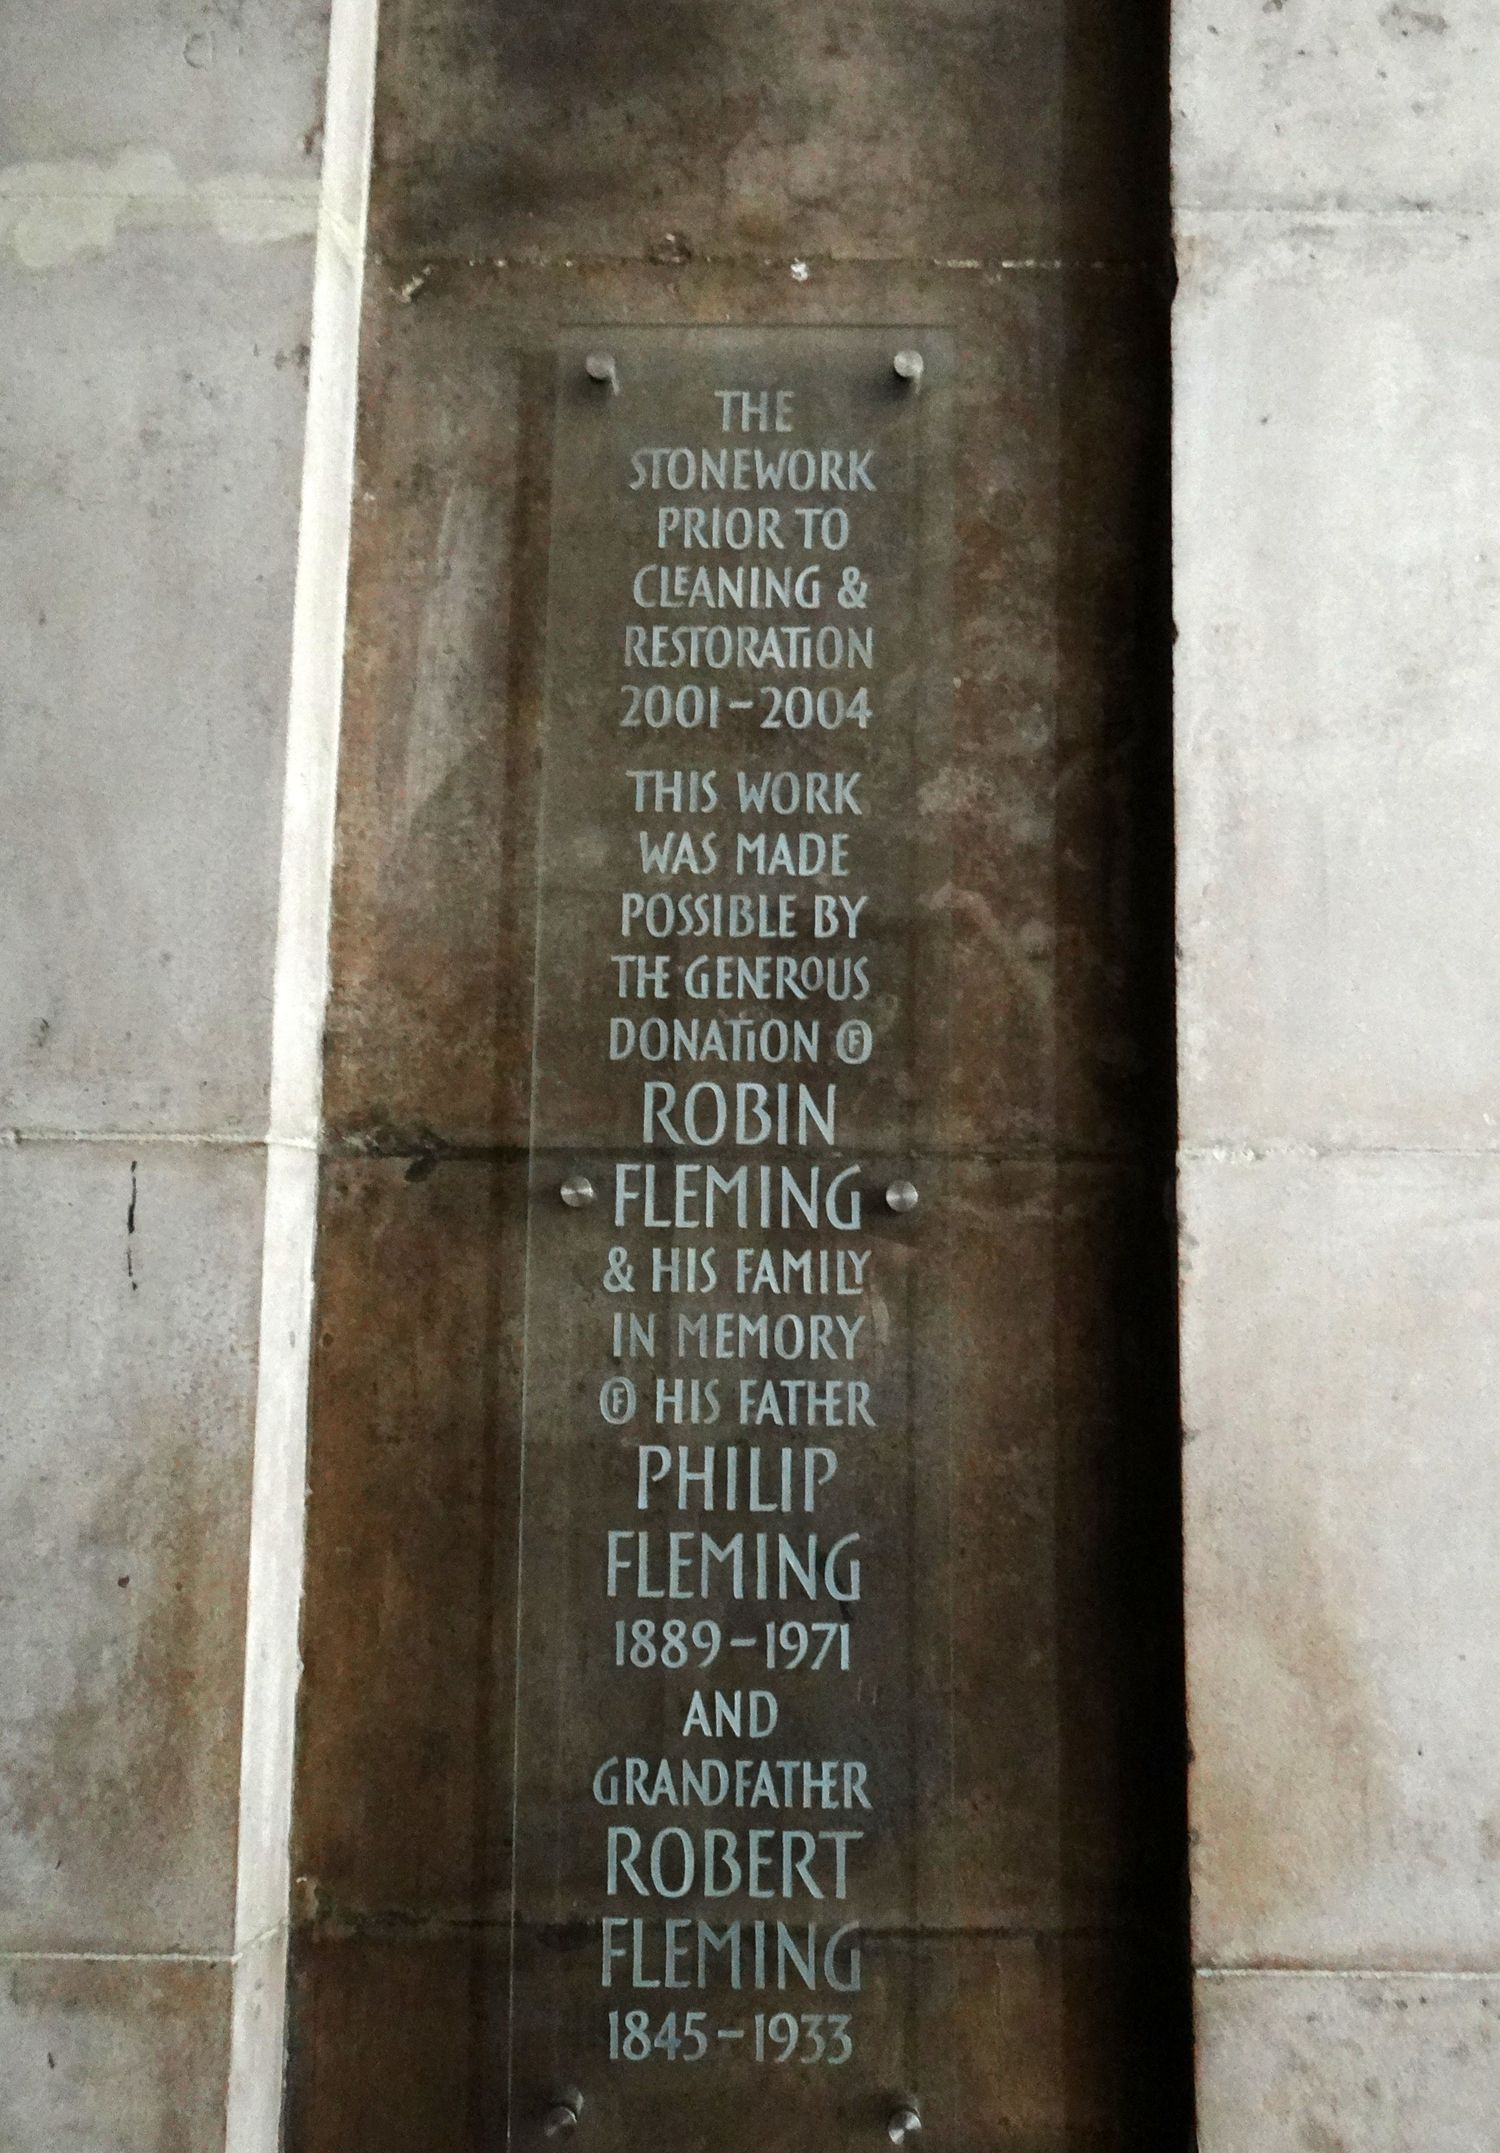 THE
STONEWORK
PRIOR TO
CLEANING &
RESTORATION
2001–2004
THIS WORK
WAS MADE
POSSIBLE BY
THE GENEROUS
DONATION OF
ROBIN
FLEMING
& HIS FAMILY
IN MEMORY
OF HIS FATHER
PHILIP
FLEMING
1889–1971
AND
GRANDFATHER
ROBERT
FLEMING
1845–1933